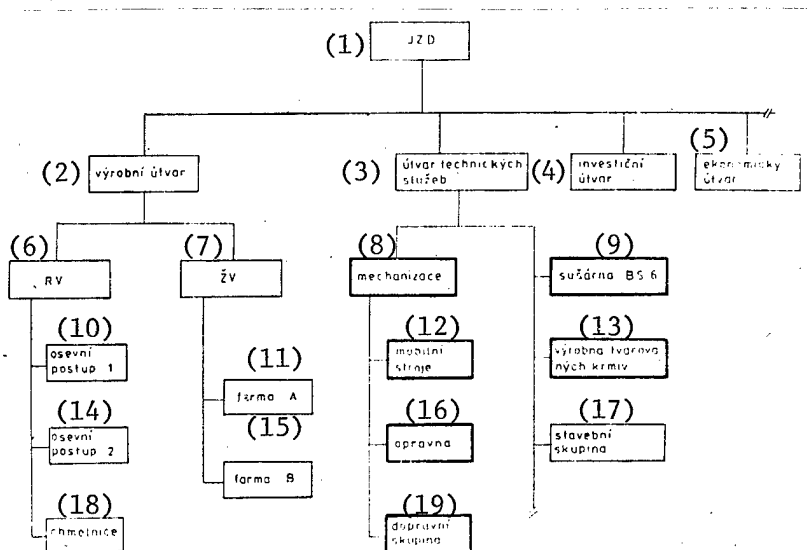 (1)
JZD
(2)
výrobní útvar
(3)
útvar technických
služeb
(4)
investiční
útvar
(5)
ekonomický
útvar
(6)
RV
(7)
ŽV
(8)
mechanizace
(9)
sušárna BS 6
(10)
osevní
postup 1
(11)
farma A
(12)
mobilní
stroje
(13)
výrobna tvarova
ných krmiv
(14)
osevní
postup 2
(15)
farma B
(16)
opravna
(17)
stavební
skupina
(18)
chmelnice
(19)
dopravní
skupina